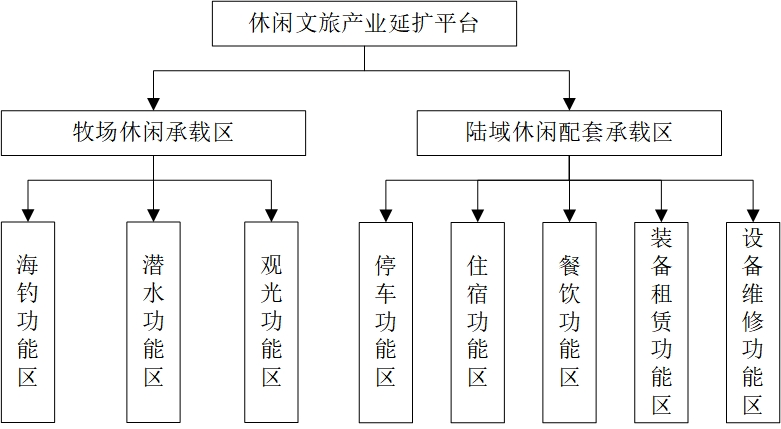 休闲文旅产业延扩平台
牧场休闲承载区
陆域休闲配套承载区
海钓功能区
潜水功能区
观光功能区
停车功能区
住宿功能区
餐饮功能区
装备租赁功能区
设备维修功能区